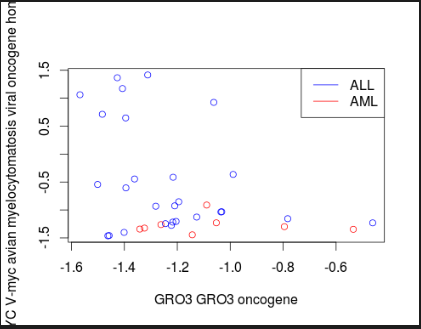 YC V-myc avian myelocytomatosis viral oncogene hom
1.5
0.5
-0.5
-1.5
ALL
AML
-1.6
-1.4
-1.2
-1.0
-0.8
-0.6
GRO3 GRO3 oncogene